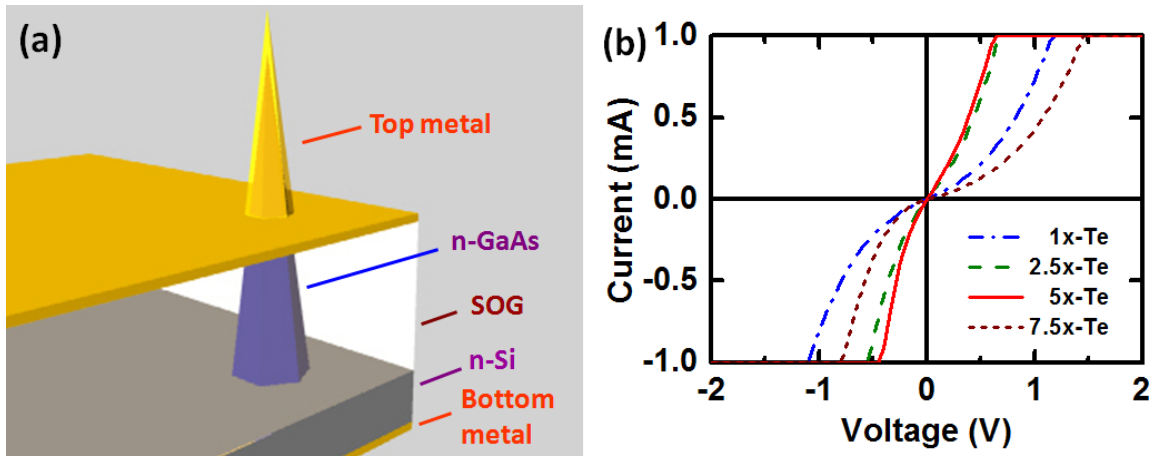 (a)
Top metal
n-GaAs
SOG
n-Si
Bottom
metal
(b)
Current (mA)
1.0
0.5
0.0
-0.5
-1.0
1x-Te
2.5x-Te
5x-Te
7.5x-Te
-2
-1
0
1
2
Voltage (V)